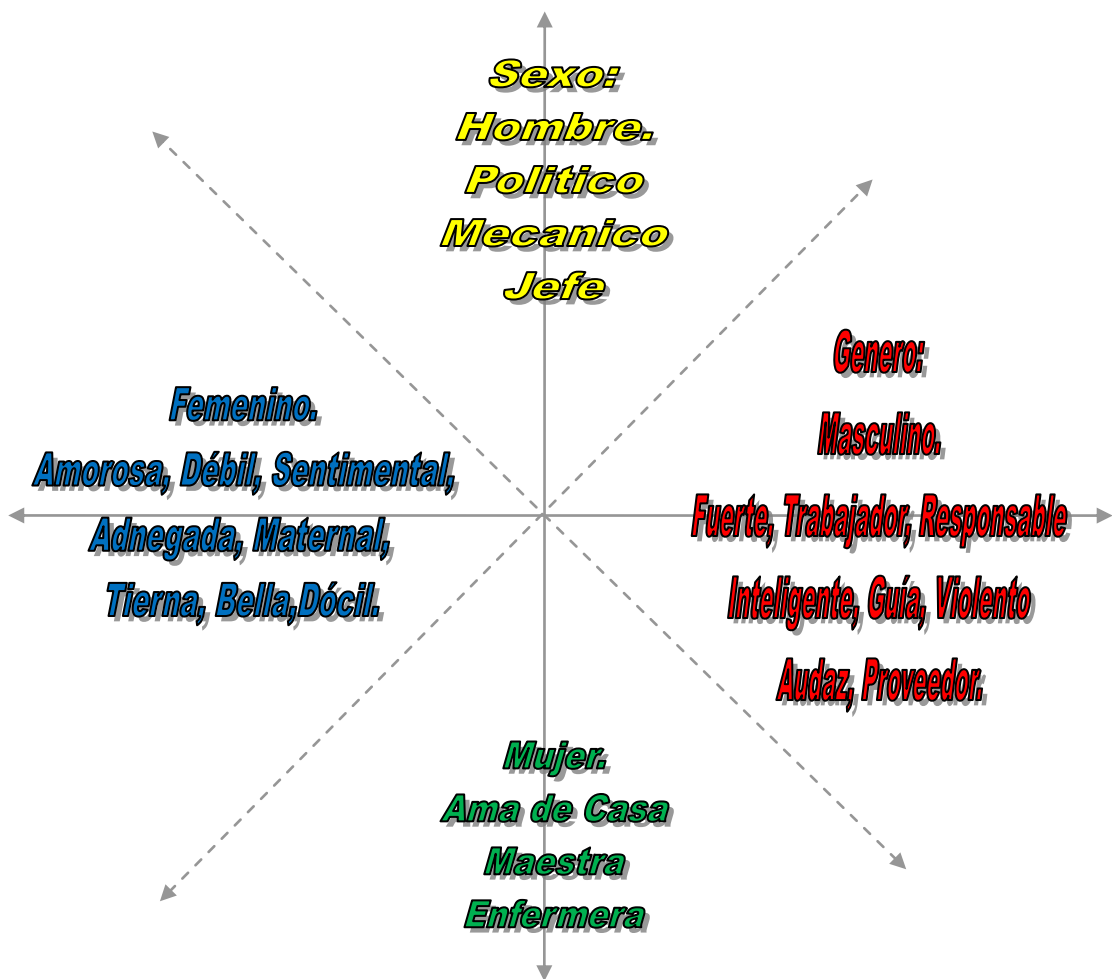 Sexo:
Hombre.
Politico
Mecanico
Jefe
Femenino.
Amorosa, Débil, Sentimental,
Adnegada, Maternal,
Tierna, Bella,Dócil.
Genero:
Masculino.
Fuerte, Trabajador, Responsable
Inteligente, Guía, Violento
Audaz, Proveedor.
Mujer.
Ama de Casa
Maestra
Enfermera